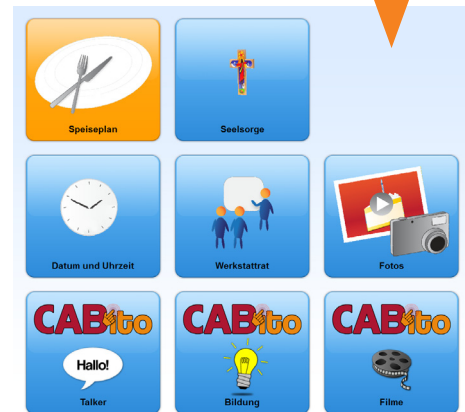 Speiseplan
Seelsorge
Datum und Uhrzeit
Werkstattrat
Fotos
CABito
Hallo!
Talker
CABito
Bildung
CABito
Filme